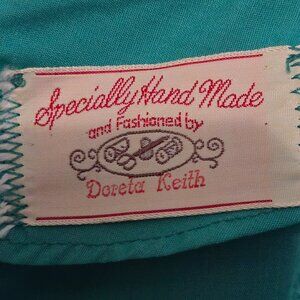 Specially Hand Made
and Fashioned by
Doreta Keith